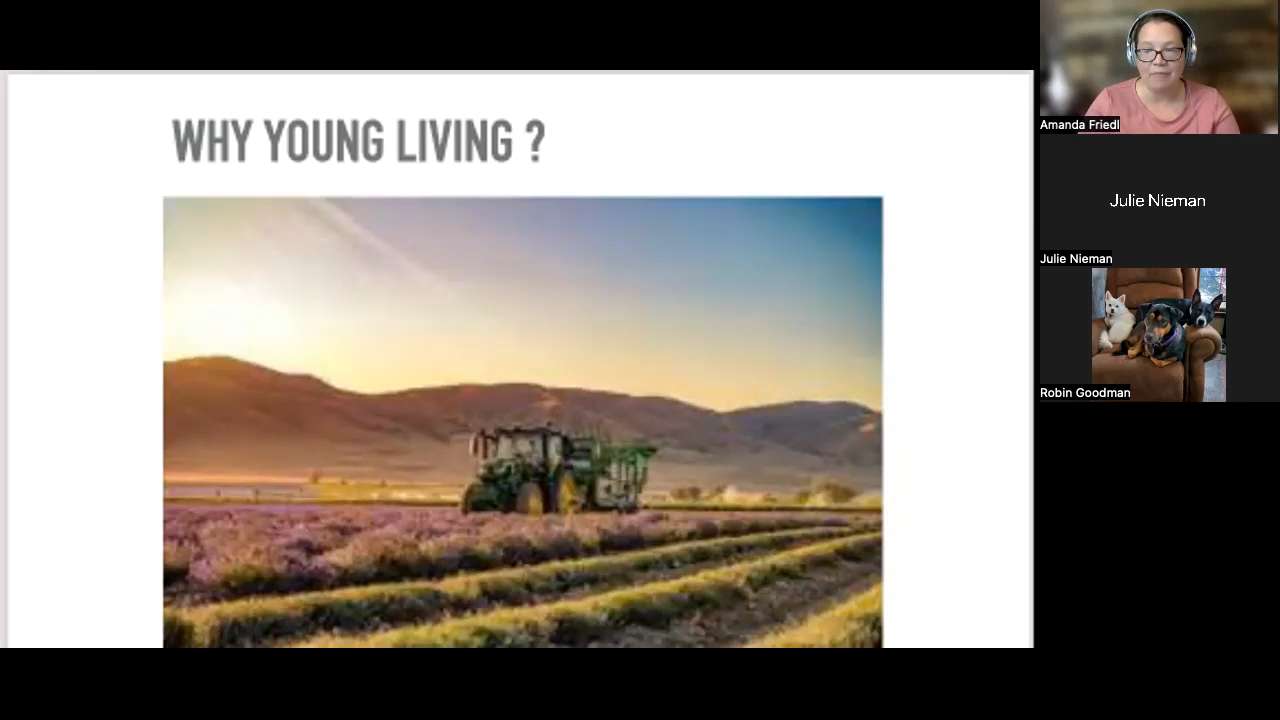 WHY YOUNG LIVING ?
Amanda Friedl
Julie Nieman
Julie Nieman
Robin Goodman